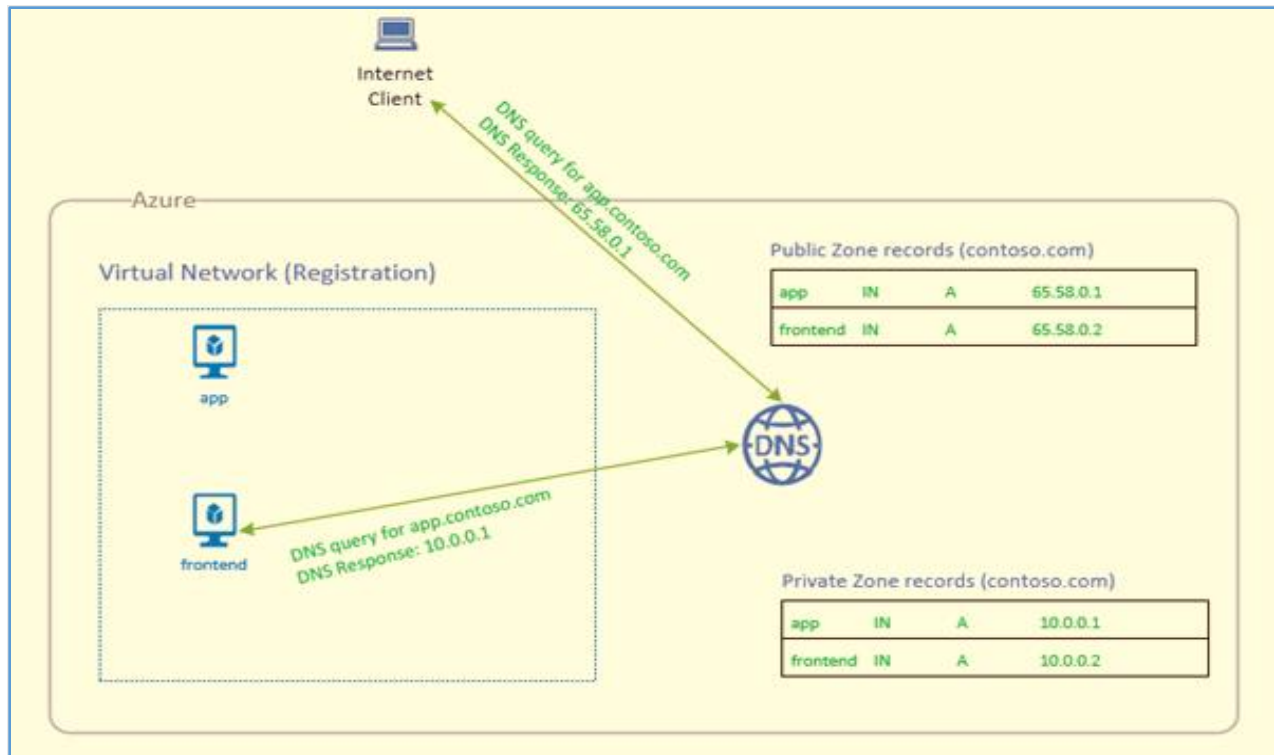 Internet
Client
DNS query for app.contoso.com
DNS Response: 65.58.0.1
Azure
Virtual Network (Registration)
Public Zone records (contoso.com)
app IN A 65.58.0.1
frontend IN A 65.58.0.2
app
DNS
frontend
DNS query for app.contoso.com
DNS Response: 10.0.0.1
Private Zone records (contoso.com)
app IN A 10.0.0.1
frontend IN A 10.0.0.2